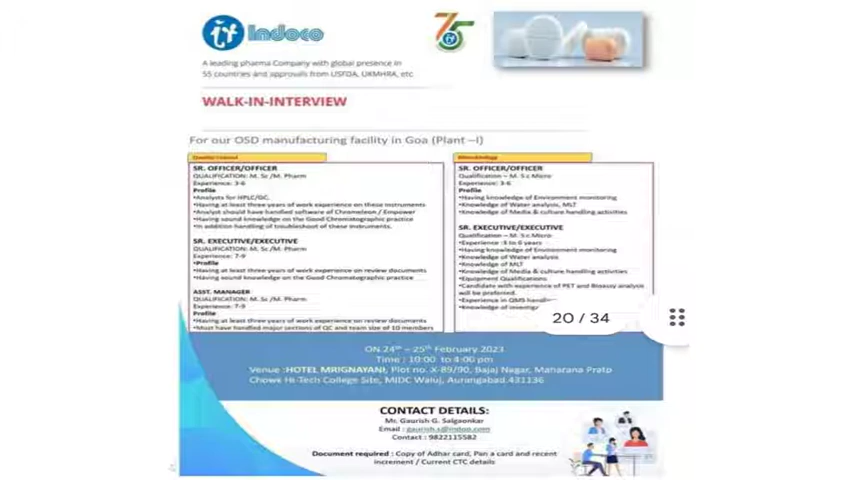 Indoco
75
A leading pharma Company with global presence in
55 countries and approvals from USFDA, UKMHRA, etc.
WALK-IN-INTERVIEW
For our OSD manufacturing facility in Goa (Plant –I)
Quality Control
SR. OFFICER/OFFICER
QUALIFICATION: M. Sc /M. Pharm
Experience: 3-6
Profile
•Analysts for HPLC/GC.
•Having at least three years of work experience on these instruments
•Analyst should have handled software of Chromeleon / Empower
•Having sound knowledge on the Good Chromatographic practice
•In addition handling of troubleshoot of these instruments.
SR. EXECUTIVE/EXECUTIVE
QUALIFICATION: M. Sc /M. Pharm
Experience: 7-9
•Profile
•Having at least three years of work experience on review documents
•Having sound knowledge on the Good Chromatographic practice
ASST. MANAGER
QUALIFICATION: M. Sc /M. Pharm
Experience: 7-9
Profile
•Having at least three years of work experience on review documents
•Must have handled major sections of QC and team size of 10 members
Microbiology
SR. OFFICER/OFFICER
Qualification – M. S c Micro
Experience: 3-6
Profile
•Having knowledge of Environment monitoring
•Knowledge of Water analysis, MLT
•Knowledge of Media & culture handling activities
SR. EXECUTIVE/EXECUTIVE
Qualification – M. S c Micro
•Experience :3 to 6 years
•Having knowledge of Environment monitoring
•Knowledge of Water analysis
•Knowledge of MLT
•Knowledge of Media & culture handling activities
•Equipment Qualifications
•Candidate with experience of PET and Bioassy analysis
will be preferred.
•Experience in QMS
•Knowledge of
20 / 34
ON 24th – 25th February 2023
Time : 10:00 to 4:00 pm
Venue :HOTEL MRIGNAYANI, Plot no. X-89/90, Bajaj Nagar, Maharana Pratp
Chowk Hi-Tech College Site, MIDC Waluj, Aurangabad.431136
CONTACT DETAILS:
Mr. Gaurish G. Salgaonkar
Email :
Contact : 9822115582
Document required : Copy of Adhar card, Pan a card and recent
increment / Current CTC details